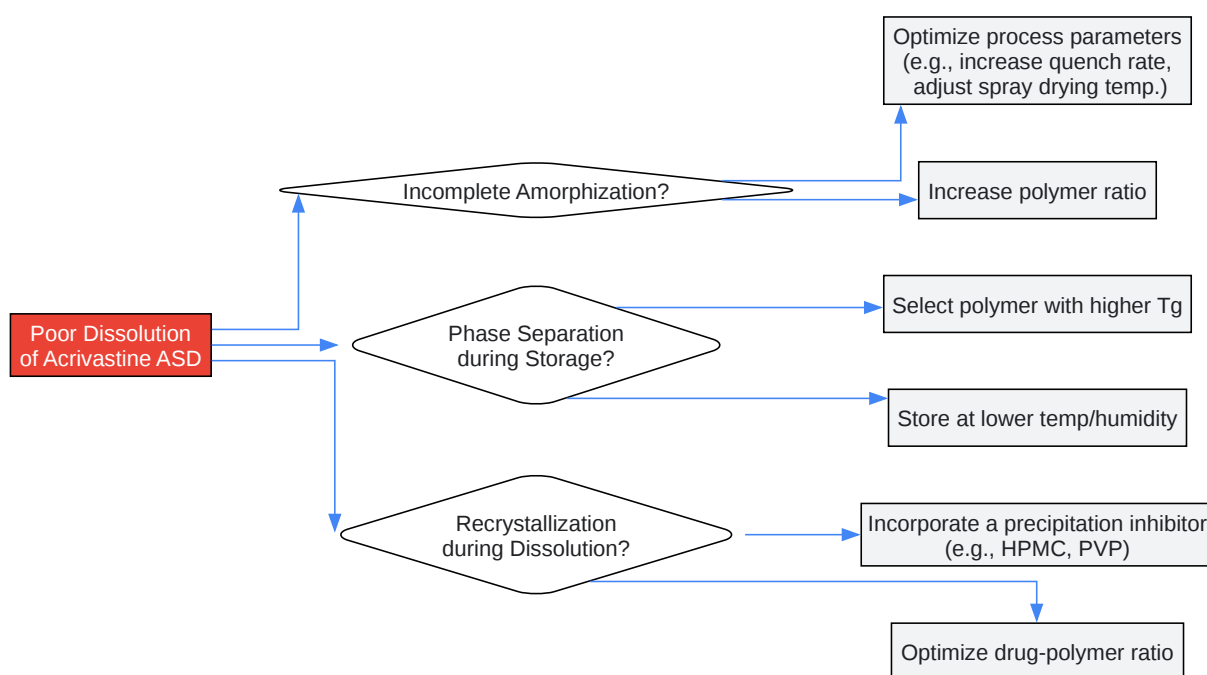 Optimize process parameters
(e.g., increase quench rate,
adjust spray drying temp.)
Incomplete Amorphization?
Increase polymer ratio
Select polymer with higher Tg
Poor Dissolution
of Acrivastine ASD
Phase Separation
during Storage?
Store at lower temp/humidity
Recrystallization
during Dissolution?
Incorporate a precipitation inhibitor
(e.g., HPMC, PVP)
Optimize drug-polymer ratio